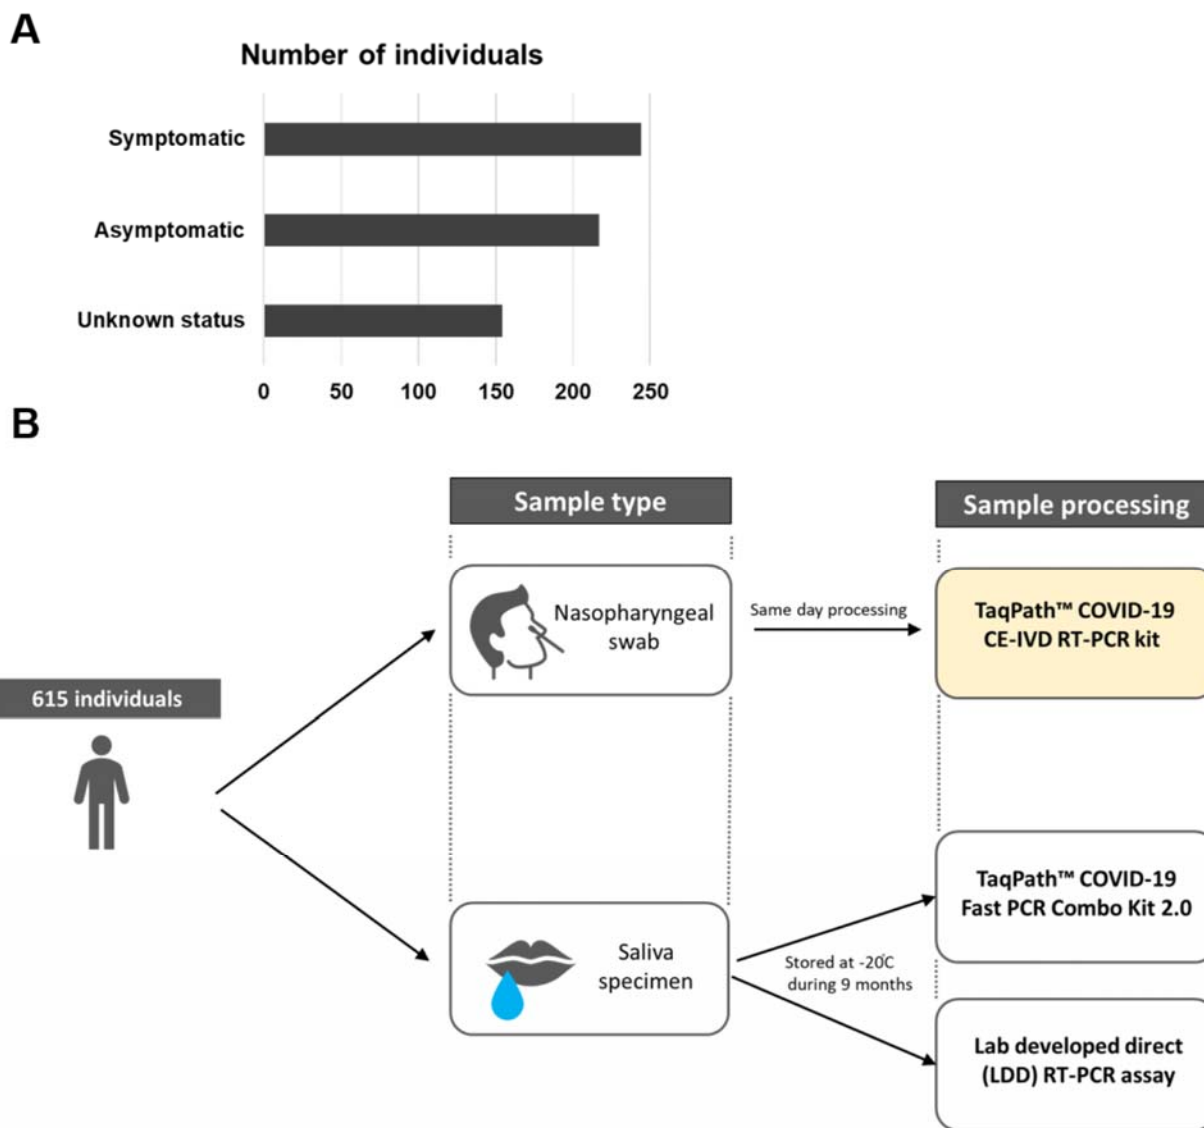 A
Number of individuals
Symptomatic
Asymptomatic
Unknown status
0 50 100 150 200 250
B
Sample type
Sample processing
Nasopharyngeal
swab
Same day processing
TaqPath™ COVID-19
CE-IVD RT-PCR kit
615 individuals
TaqPath™ COVID-19
Fast PCR Combo Kit 2.0
Saliva
specimen
Stored at -20°C
during 9 months
Lab developed direct
(LDD) RT-PCR assay